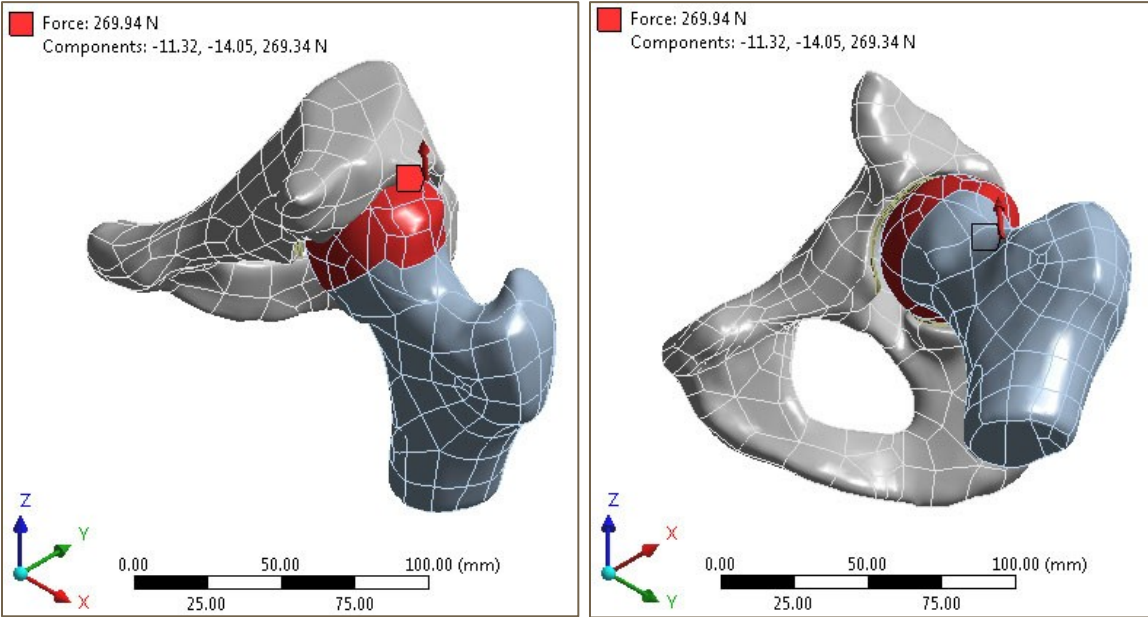 Force: 269.94 N
Components: -11.32, -14.05, 269.34 N
Z
Y
X
0.00 50.00 100.00 (mm)
25.00 75.00
Force: 269.94 N
Components: -11.32, -14.05, 269.34 N
Z
X
Y
0.00 50.00 100.00 (mm)
25.00 75.00